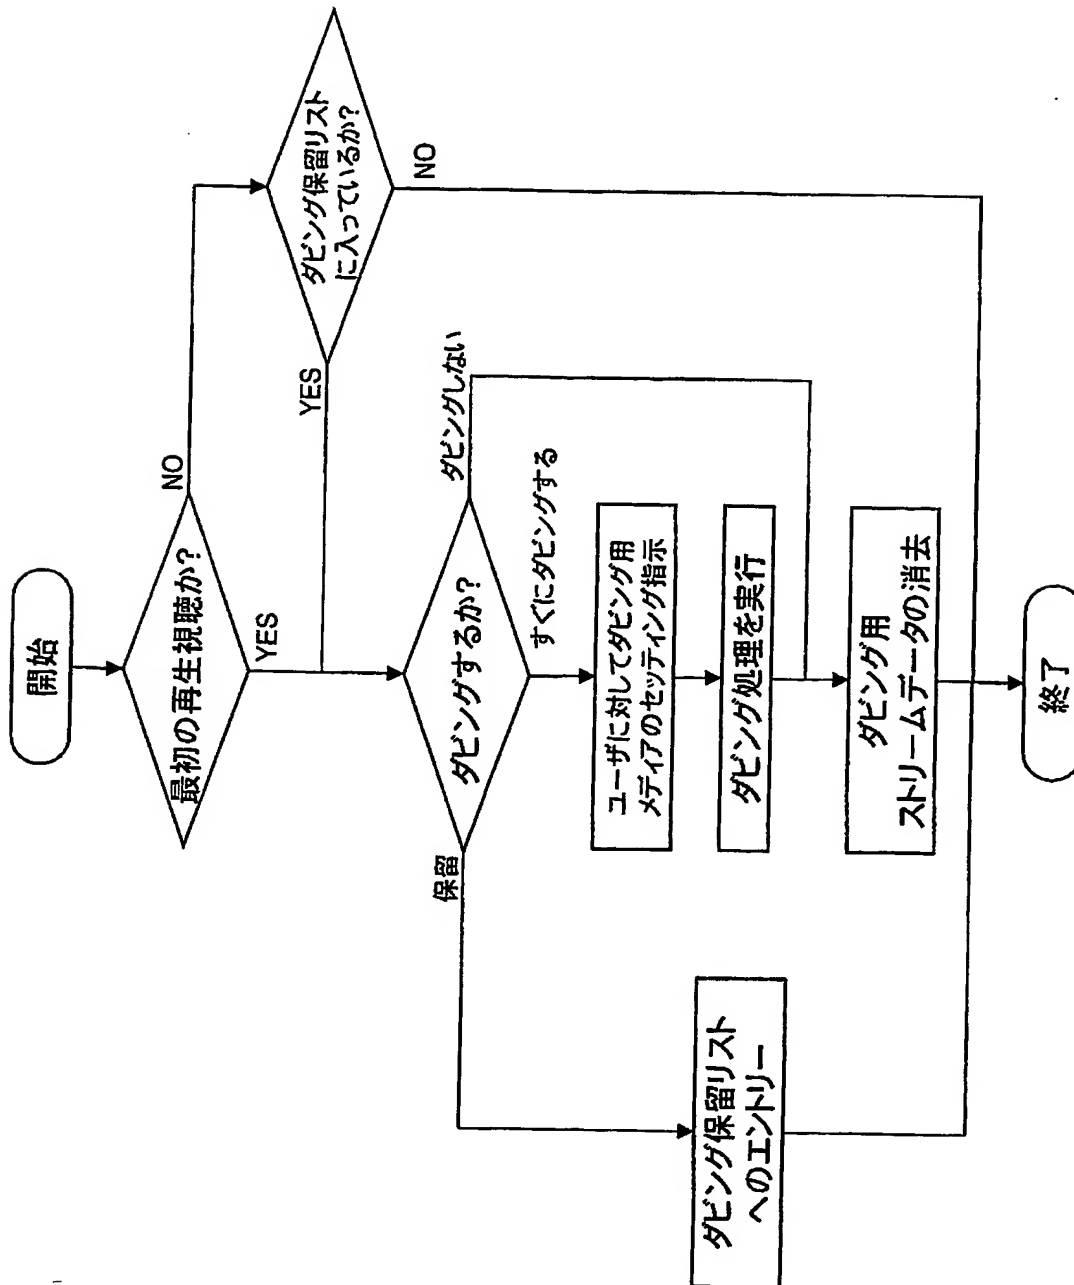 開始
最初の再生視聴か?
NO
YES
ダビング保留リスト
に入っているか?
YES
NO
ダビングするか?
保留
ダビングしない
すぐにダビングする
ユーザに対してダビング用
メディアのセッティング指示
ダビング処理を実行
ダビング用
ストリームデータの消去
ダビング保留リスト
へのエントリー
終了